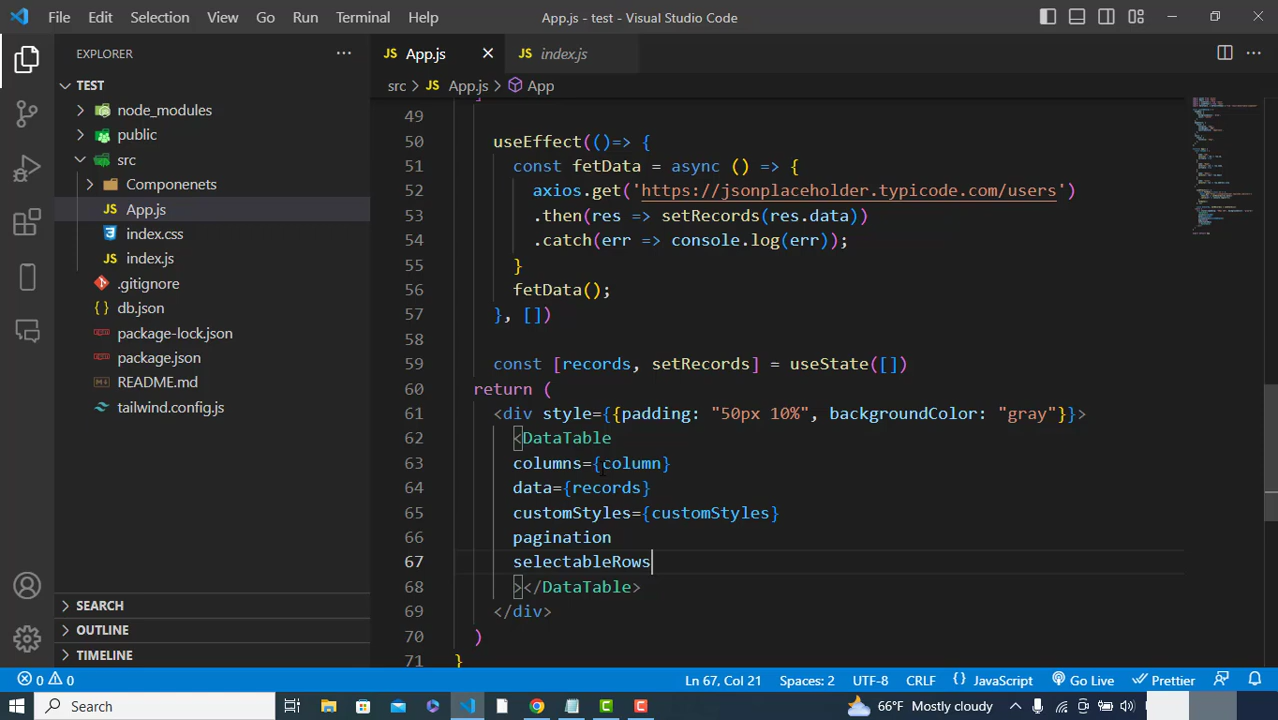 File Edit Selection View Go Run Terminal Help App.js - test - Visual Studio Code
EXPLORER
TEST
node_modules
public
src
Componenets
JS App.js
index.css
JS index.js
.gitignore
{} db.json
package-lock.json
package.json
README.md
tailwind.config.js
SEARCH
OUTLINE
TIMELINE
JS App.js
JS index.js
src > JS App.js > App
]
49
50 useEffect(()=> {
51 const fetData = async () => {
52 axios.get('https://jsonplaceholder.typicode.com/users')
53 .then(res => setRecords(res.data))
54 .catch(err => console.log(err));
55 }
56 fetData();
57 }, [])
58
59 const [records, setRecords] = useState([])
60 return (
61 <div style={{padding: "50px 10%", backgroundColor: "gray"}}>
62 <DataTable
63 columns={column}
64 data={records}
65 customStyles={customStyles}
66 pagination
67 selectableRows
68 ></DataTable>
69 </div>
70 )
71 }
0 0 Ln 67, Col 21 Spaces: 2 UTF-8 CRLF {} JavaScript Go Live Prettier
Search 66°F Mostly cloudy